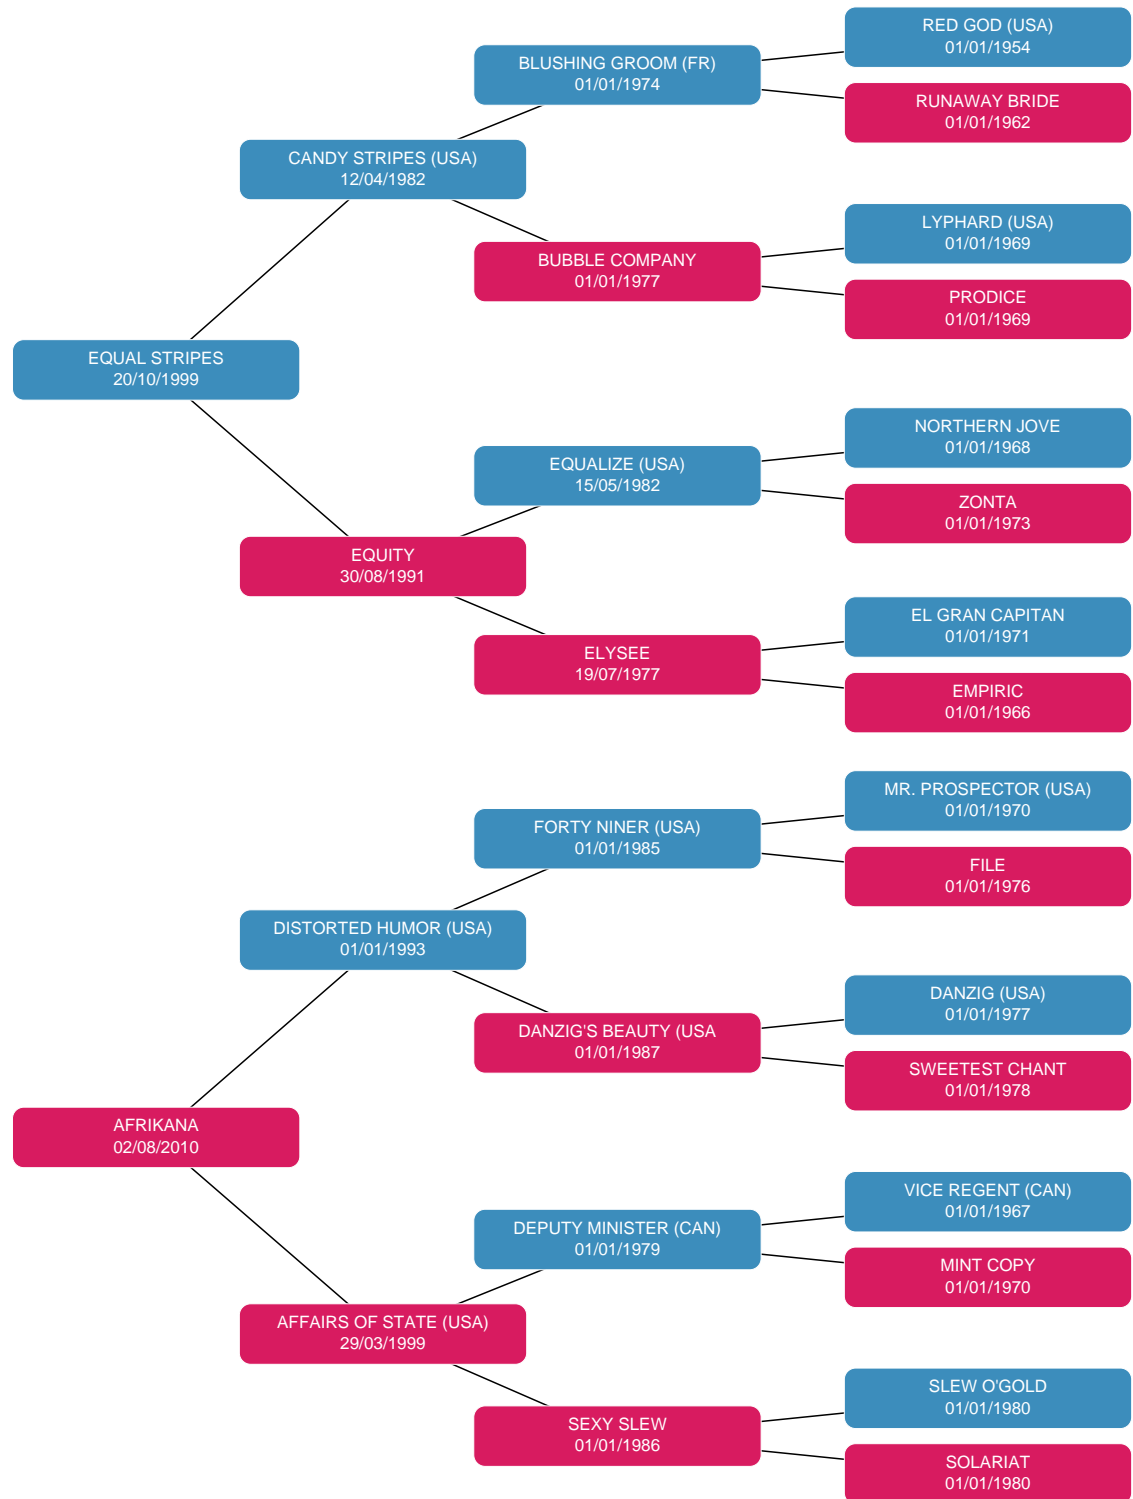 RED GOD (USA)
01/01/1954
BLUSHING GROOM (FR)
01/01/1974
RUNAWAY BRIDE
01/01/1962
CANDY STRIPES (USA)
12/04/1982
LYPHARD (USA)
01/01/1969
BUBBLE COMPANY
01/01/1977
PRODICE
01/01/1969
EQUAL STRIPES
20/10/1999
NORTHERN JOVE
01/01/1968
EQUALIZE (USA)
15/05/1982
ZONTA
01/01/1973
EQUITY
30/08/1991
EL GRAN CAPITAN
01/01/1971
ELYSEE
19/07/1977
EMPIRIC
01/01/1966
MR. PROSPECTOR (USA)
01/01/1970
FORTY NINER (USA)
01/01/1985
FILE
01/01/1976
DISTORTED HUMOR (USA)
01/01/1993
DANZIG (USA)
01/01/1977
DANZIG'S BEAUTY (USA
01/01/1987
SWEETEST CHANT
01/01/1978
AFRIKANA
02/08/2010
VICE REGENT (CAN)
01/01/1967
DEPUTY MINISTER (CAN)
01/01/1979
MINT COPY
01/01/1970
AFFAIRS OF STATE (USA)
29/03/1999
SLEW O'GOLD
01/01/1980
SEXY SLEW
01/01/1986
SOLARIAT
01/01/1980